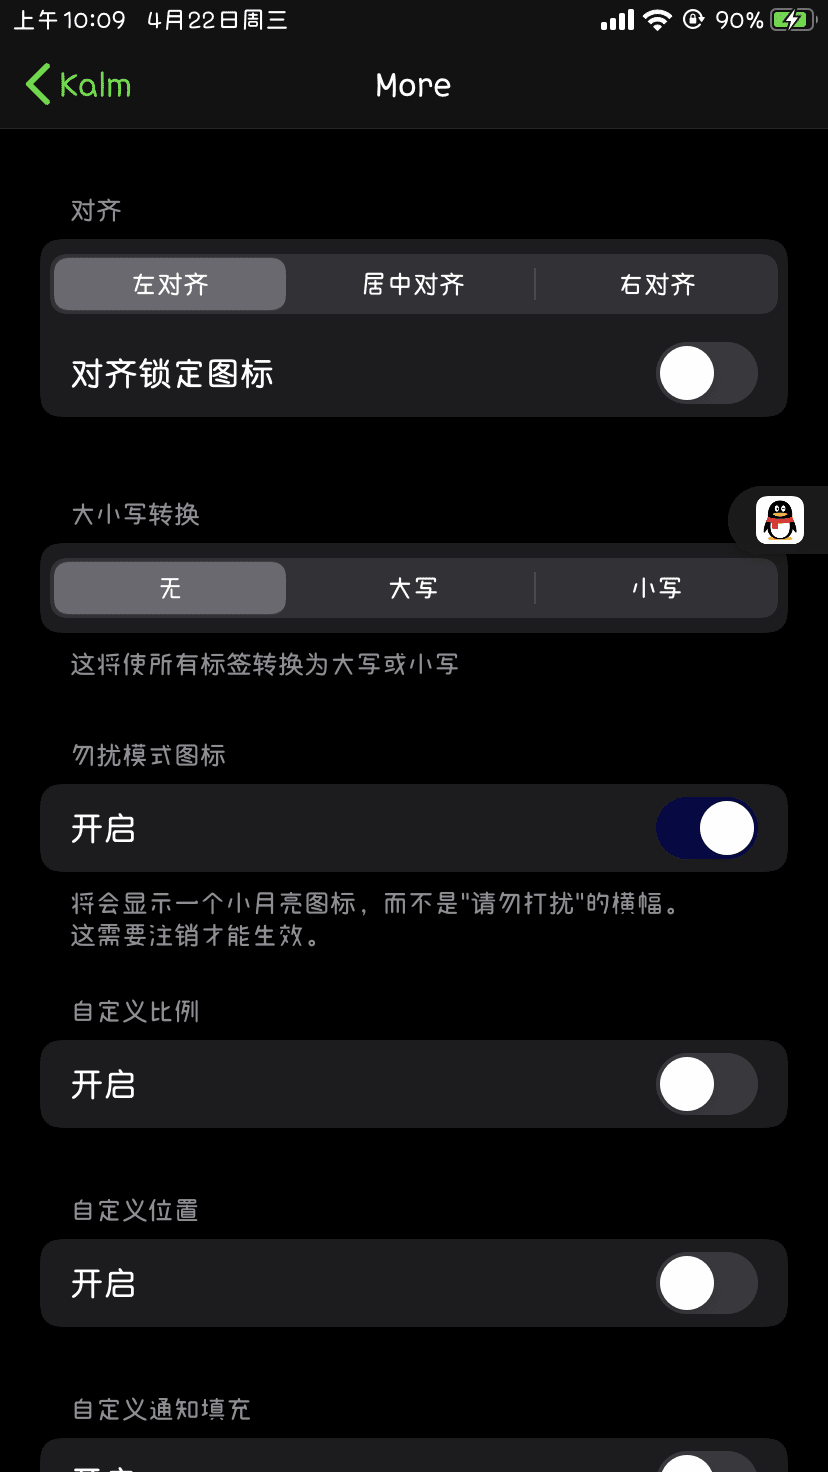 上午10:09 4月22日周三 90%
Kalm More
对齐
左对齐 居中对齐 右对齐
对齐锁定图标
大小写转换
无 大写 小写
这将使所有标签转换为大写或小写
勿扰模式图标
开启
将会显示一个小月亮图标，而不是"请勿打扰"的横幅。
这需要注销才能生效。
自定义比例
开启
自定义位置
开启
自定义通知填充
开启